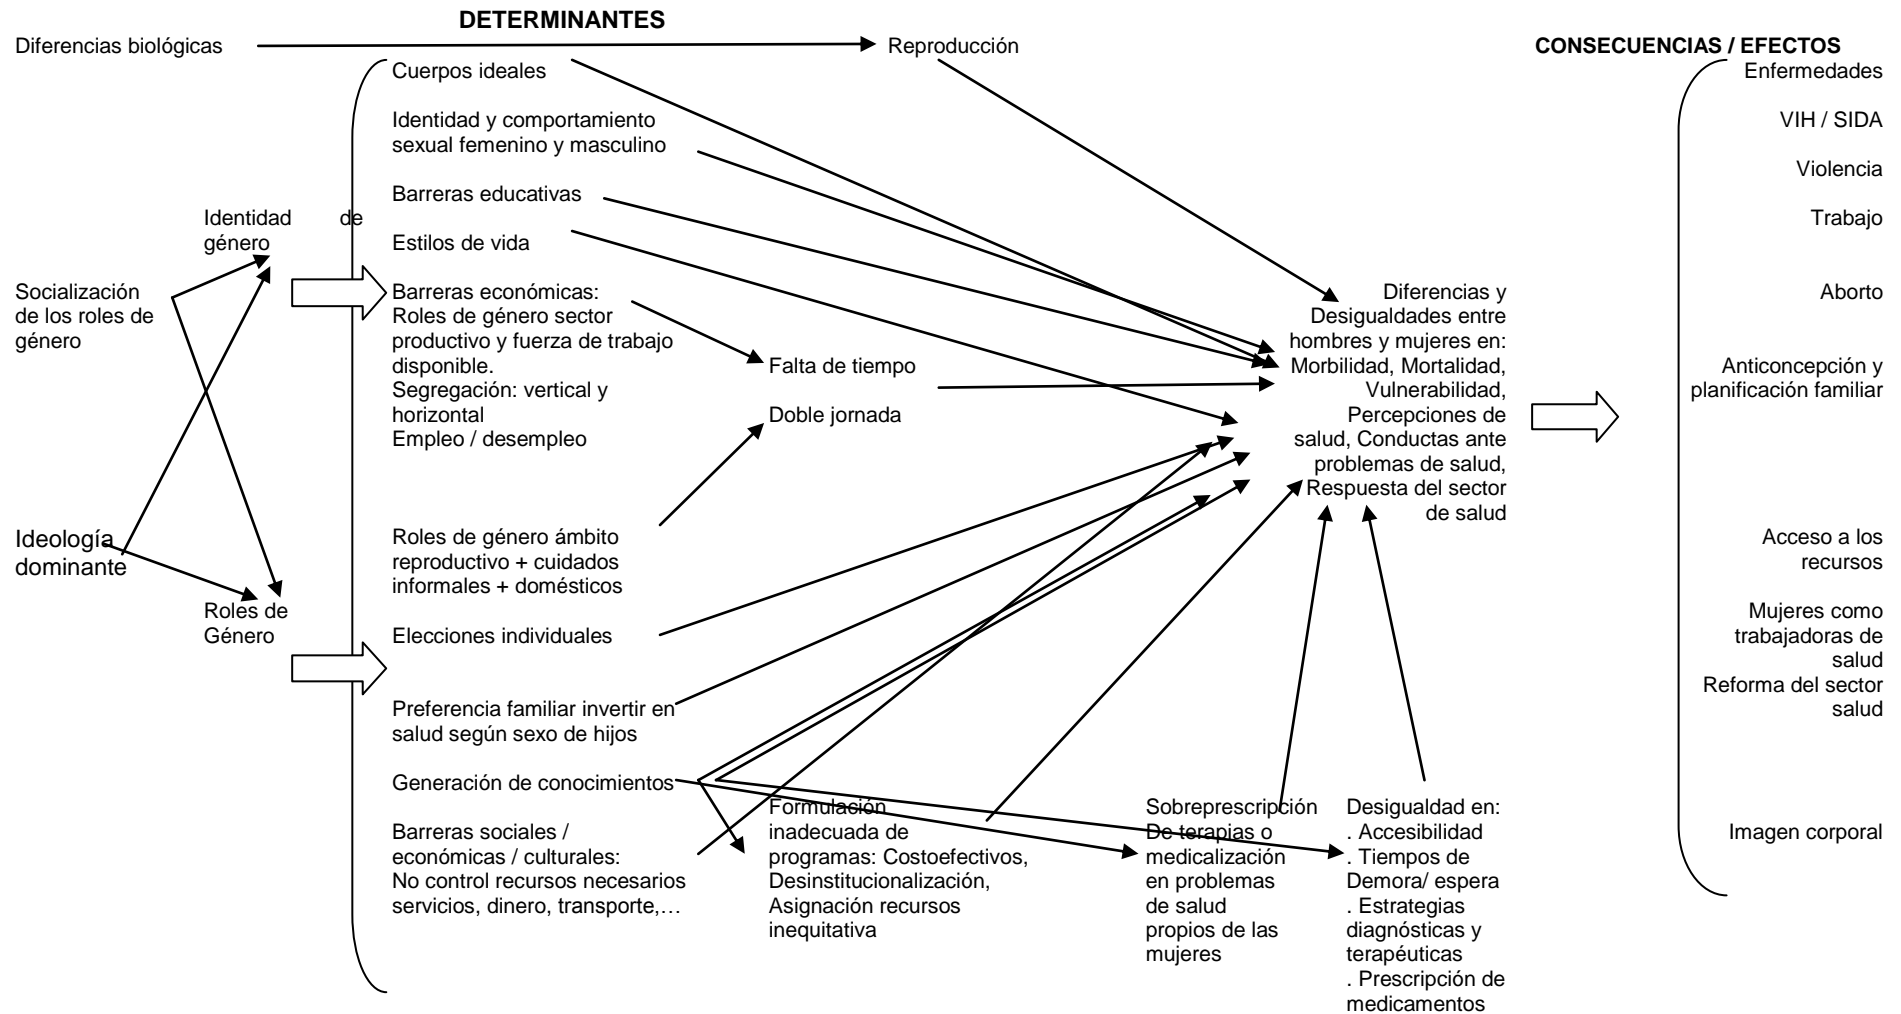 DETERMINANTES
Diferencias biológicas
Reproducción
CONSECUENCIAS / EFECTOS
Socialización
de los roles de
género
Ideología
dominante
Identidad de
género
Roles de
Género
Cuerpos ideales
Identidad y comportamiento
sexual femenino y masculino
Barreras educativas
Estilos de vida
Barreras económicas:
Roles de género sector
productivo y fuerza de trabajo
disponible.
Segregación: vertical y
horizontal
Empleo / desempleo
Roles de género ámbito
reproductivo + cuidados
informales + domésticos
Elecciones individuales
Preferencia familiar invertir en
salud según sexo de hijos
Generación de conocimientos
Barreras sociales /
económicas / culturales:
No control recursos necesarios
servicios, dinero, transporte,…
Falta de tiempo
Doble jornada
Formulación
inadecuada de
programas: Costoefectivos,
Desinstitucionalización,
Asignación recursos
inequitativa
Sobreprescripción
De terapias o
medicalización
en problemas
de salud
propios de las
mujeres
Desigualdad en:
. Accesibilidad
. Tiempos de
Demora/ espera
. Estrategias
diagnósticas y
terapéuticas
. Prescripción de
medicamentos
Diferencias y
Desigualdades entre
hombres y mujeres en:
Morbilidad, Mortalidad,
Vulnerabilidad,
Percepciones de
salud, Conductas ante
problemas de salud,
Respuesta del sector
de salud
Enfermedades
VIH / SIDA
Violencia
Trabajo
Aborto
Anticoncepción y
planificación familiar
Acceso a los
recursos
Mujeres como
trabajadoras de
salud
Reforma del sector
salud
Imagen corporal